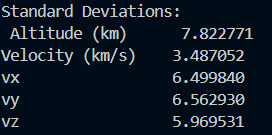 Standard Deviations:
Altitude (km) 7.822771
Velocity (km/s) 3.487052
vx 6.499840
vy 6.562930
vz 5.969531